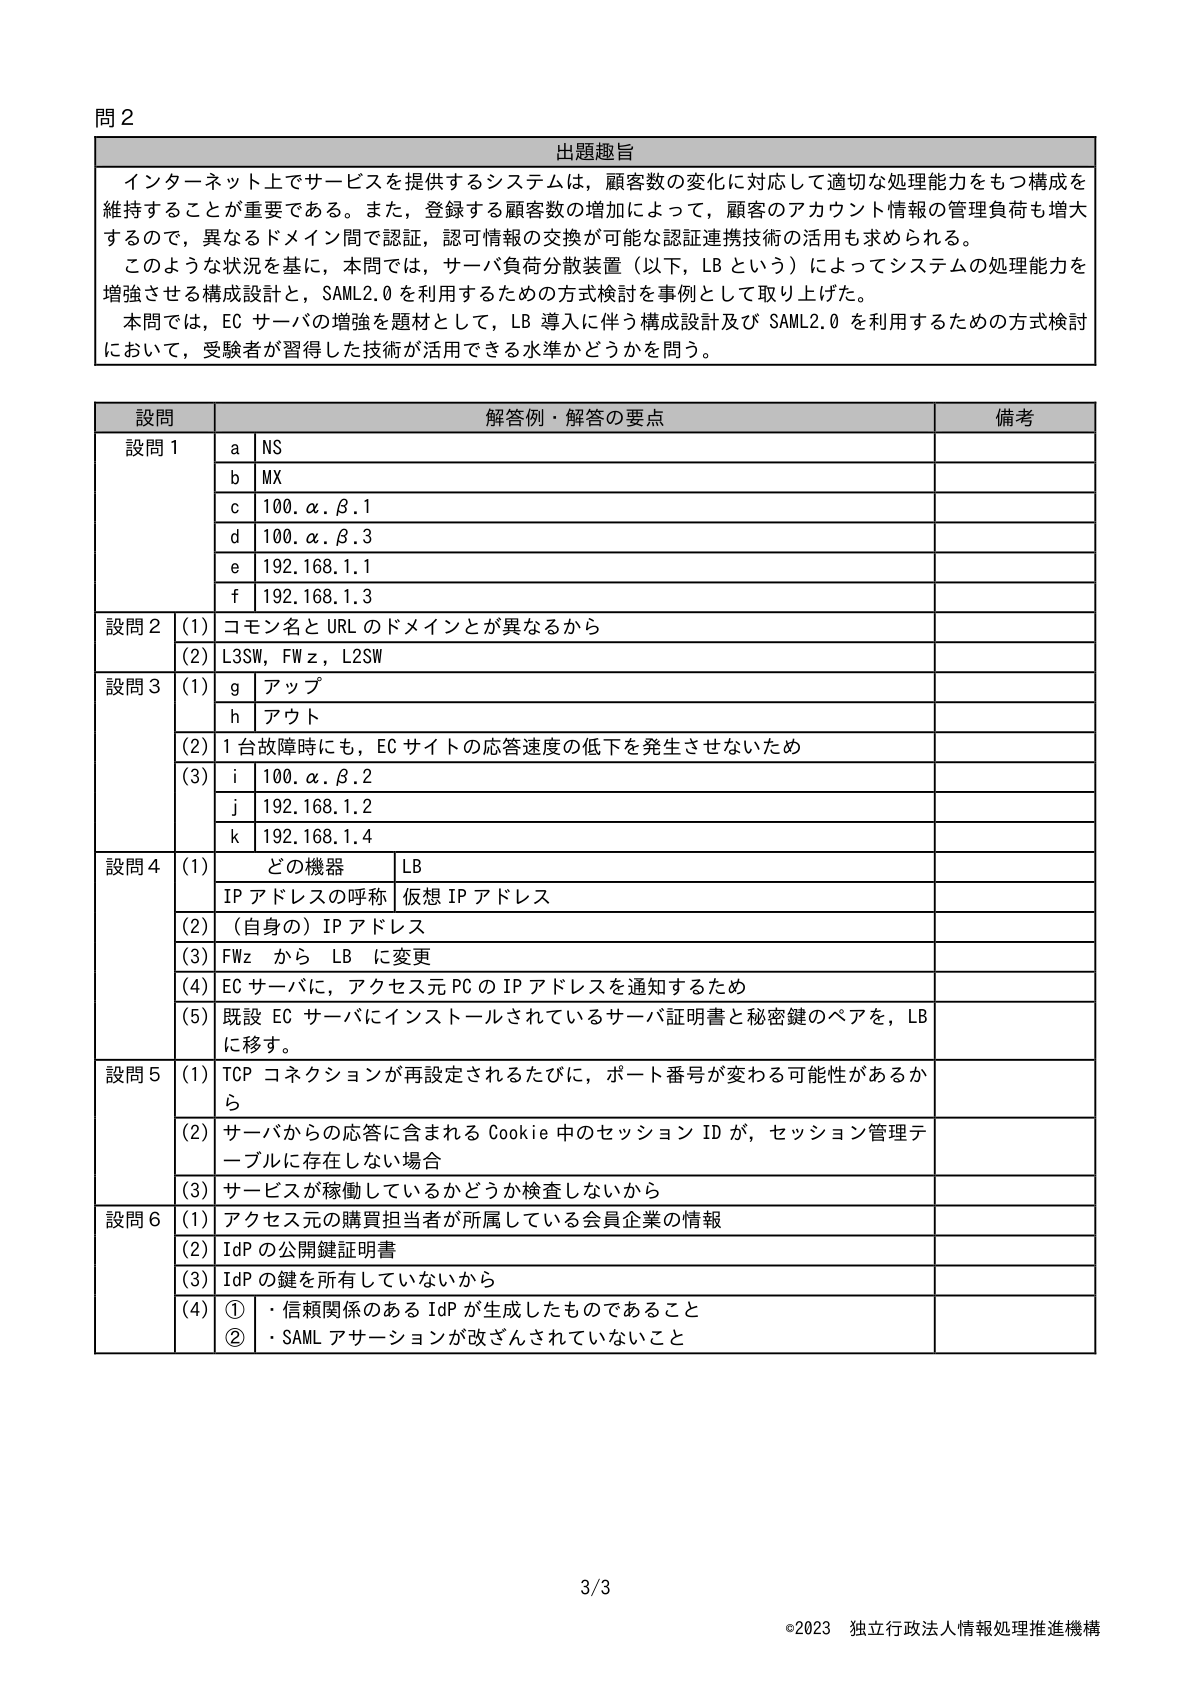 問２
出題趣旨
インターネット上でサービスを提供するシステムは，顧客数の変化に対応して適切な処理能力をもつ構成を
維持することが重要である。また，登録する顧客数の増加によって，顧客のアカウント情報の管理負荷も増大
するので，異なるドメイン間で認証，認可情報の交換が可能な認証連携技術の活用も求められる。
このような状況を基に，本問では，サーバ負荷分散装置（以下，LB という）によってシステムの処理能力を
増強させる構成設計と，SAML2.0 を利用するための方式検討を事例として取り上げた。
本問では，EC サーバの増強を題材として，LB 導入に伴う構成設計及び SAML2.0 を利用するための方式検討
において，受験者が習得した技術が活用できる水準かどうかを問う。
設問 解答例・解答の要点 備考
設問１ a NS
b MX
c 100.α.β.1
d 100.α.β.3
e 192.168.1.1
f 192.168.1.3
設問２ (1) コモン名と URL のドメインとが異なるから
(2) L3SW，FWｚ，L2SW
設問３ (1) g アップ
h アウト
(2) 1 台故障時にも，EC サイトの応答速度の低下を発生させないため
(3) i 100.α.β.2
j 192.168.1.2
k 192.168.1.4
設問４ (1) どの機器 LB
IP アドレスの呼称 仮想 IP アドレス
(2) （自身の）IP アドレス
(3) FWz　から　LB　に変更
(4) EC サーバに，アクセス元 PC の IP アドレスを通知するため
(5) 既設 EC サーバにインストールされているサーバ証明書と秘密鍵のペアを，LB
に移す。
設問５ (1) TCP コネクションが再設定されるたびに，ポート番号が変わる可能性があるか
ら
(2) サーバからの応答に含まれる Cookie 中のセッション ID が，セッション管理テ
ーブルに存在しない場合
(3) サービスが稼働しているかどうか検査しないから
設問６ (1) アクセス元の購買担当者が所属している会員企業の情報
(2) IdP の公開鍵証明書
(3) IdP の鍵を所有していないから
(4) ① ・信頼関係のある IdP が生成したものであること
② ・SAML アサーションが改ざんされていないこと
3/3
©2023　独立行政法人情報処理推進機構